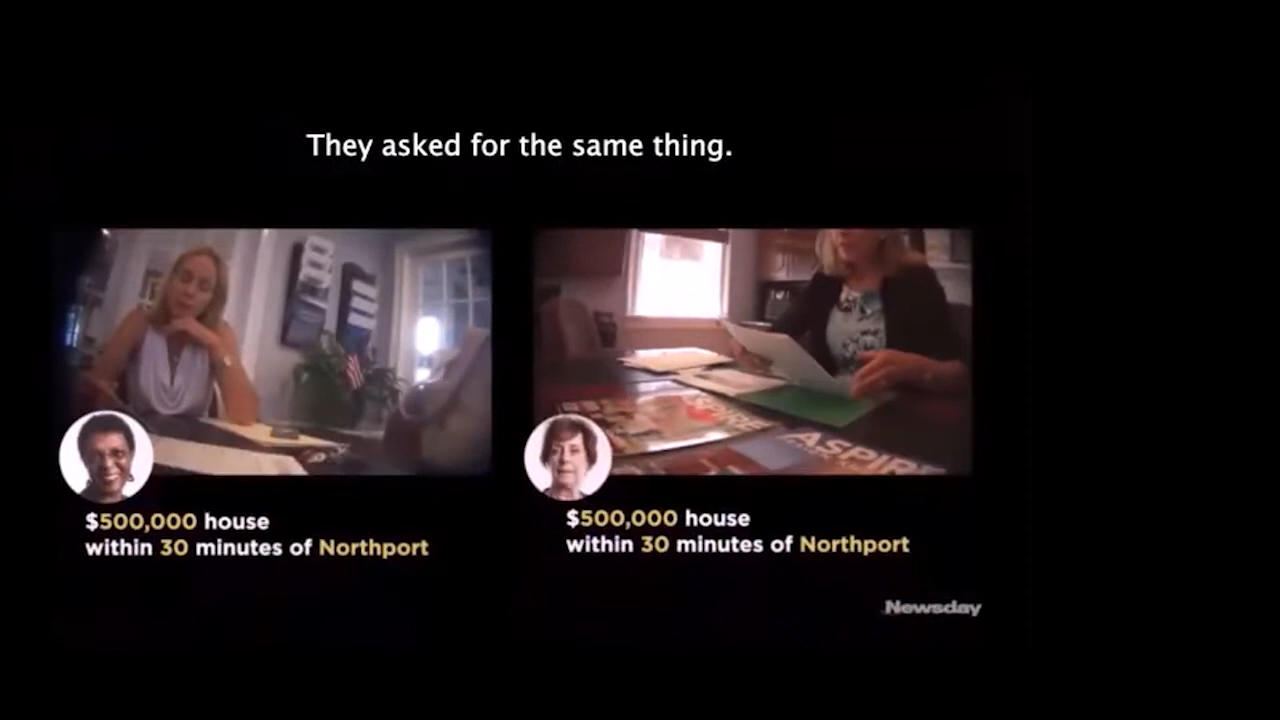 They asked for the same thing.
ASPIRE
$500,000 house
within 30 minutes of Northport
$500,000 house
within 30 minutes of Northport
Newsday